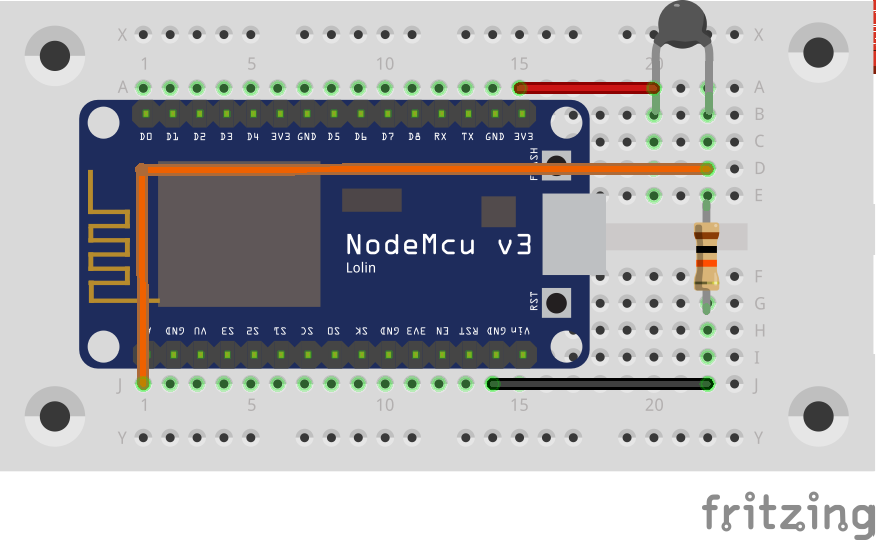 X X
1 5 10 15 20
A A
B
D0 D1 D2 D3 D4 3V3 GND D5 D6 D7 D8 RX TX GND 3V3
C
D
E
NodeMcu v3
Lolin
F
RST
G
GND VU S3 S2 S1 SC S0 SK GND 3V3 EN RST GND Vin
H
I
J J
1 5 10 15 20
Y Y
fritzing